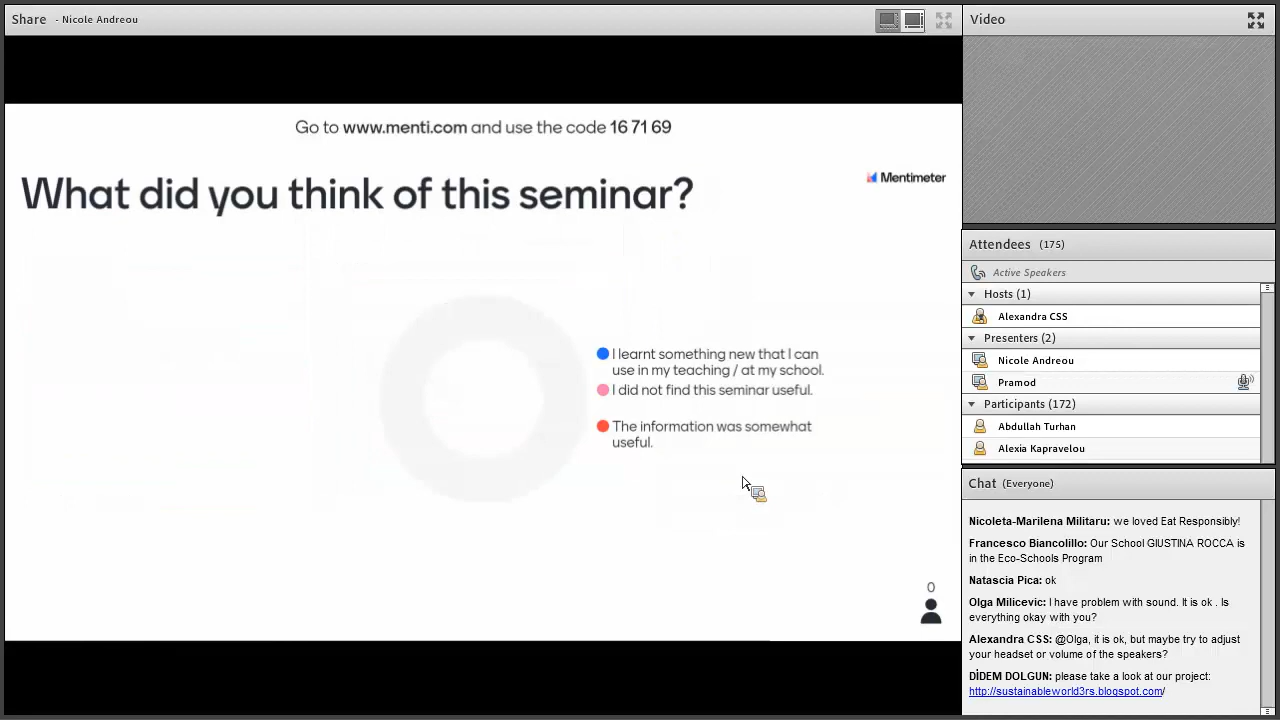 Share - Nicole Andreou
Go to www.menti.com and use the code 16 71 69
What did you think of this seminar?
Mentimeter
I learnt something new that I can
use in my teaching / at my school.
I did not find this seminar useful.
The information was somewhat
useful.
0
Video
Attendees (175)
Active Speakers
Hosts (1)
Alexandra CSS
Presenters (2)
Nicole Andreou
Pramod
Participants (172)
Abdullah Turhan
Alexia Kapravelou
Chat (Everyone)
Nicoleta-Marilena Militaru: we loved Eat Responsibly!
Francesco Biancolillo: Our School GIUSTINA ROCCA is
in the Eco-Schools Program
Natascia Pica: ok
Olga Milicevic: I have problem with sound. It is ok . Is
everything okay with you?
Alexandra CSS: @Olga, it is ok, but maybe try to adjust
your headset or volume of the speakers?
DİDEM DOLGUN: please take a look at our project:
http://sustainableworld3rs.blogspot.com/